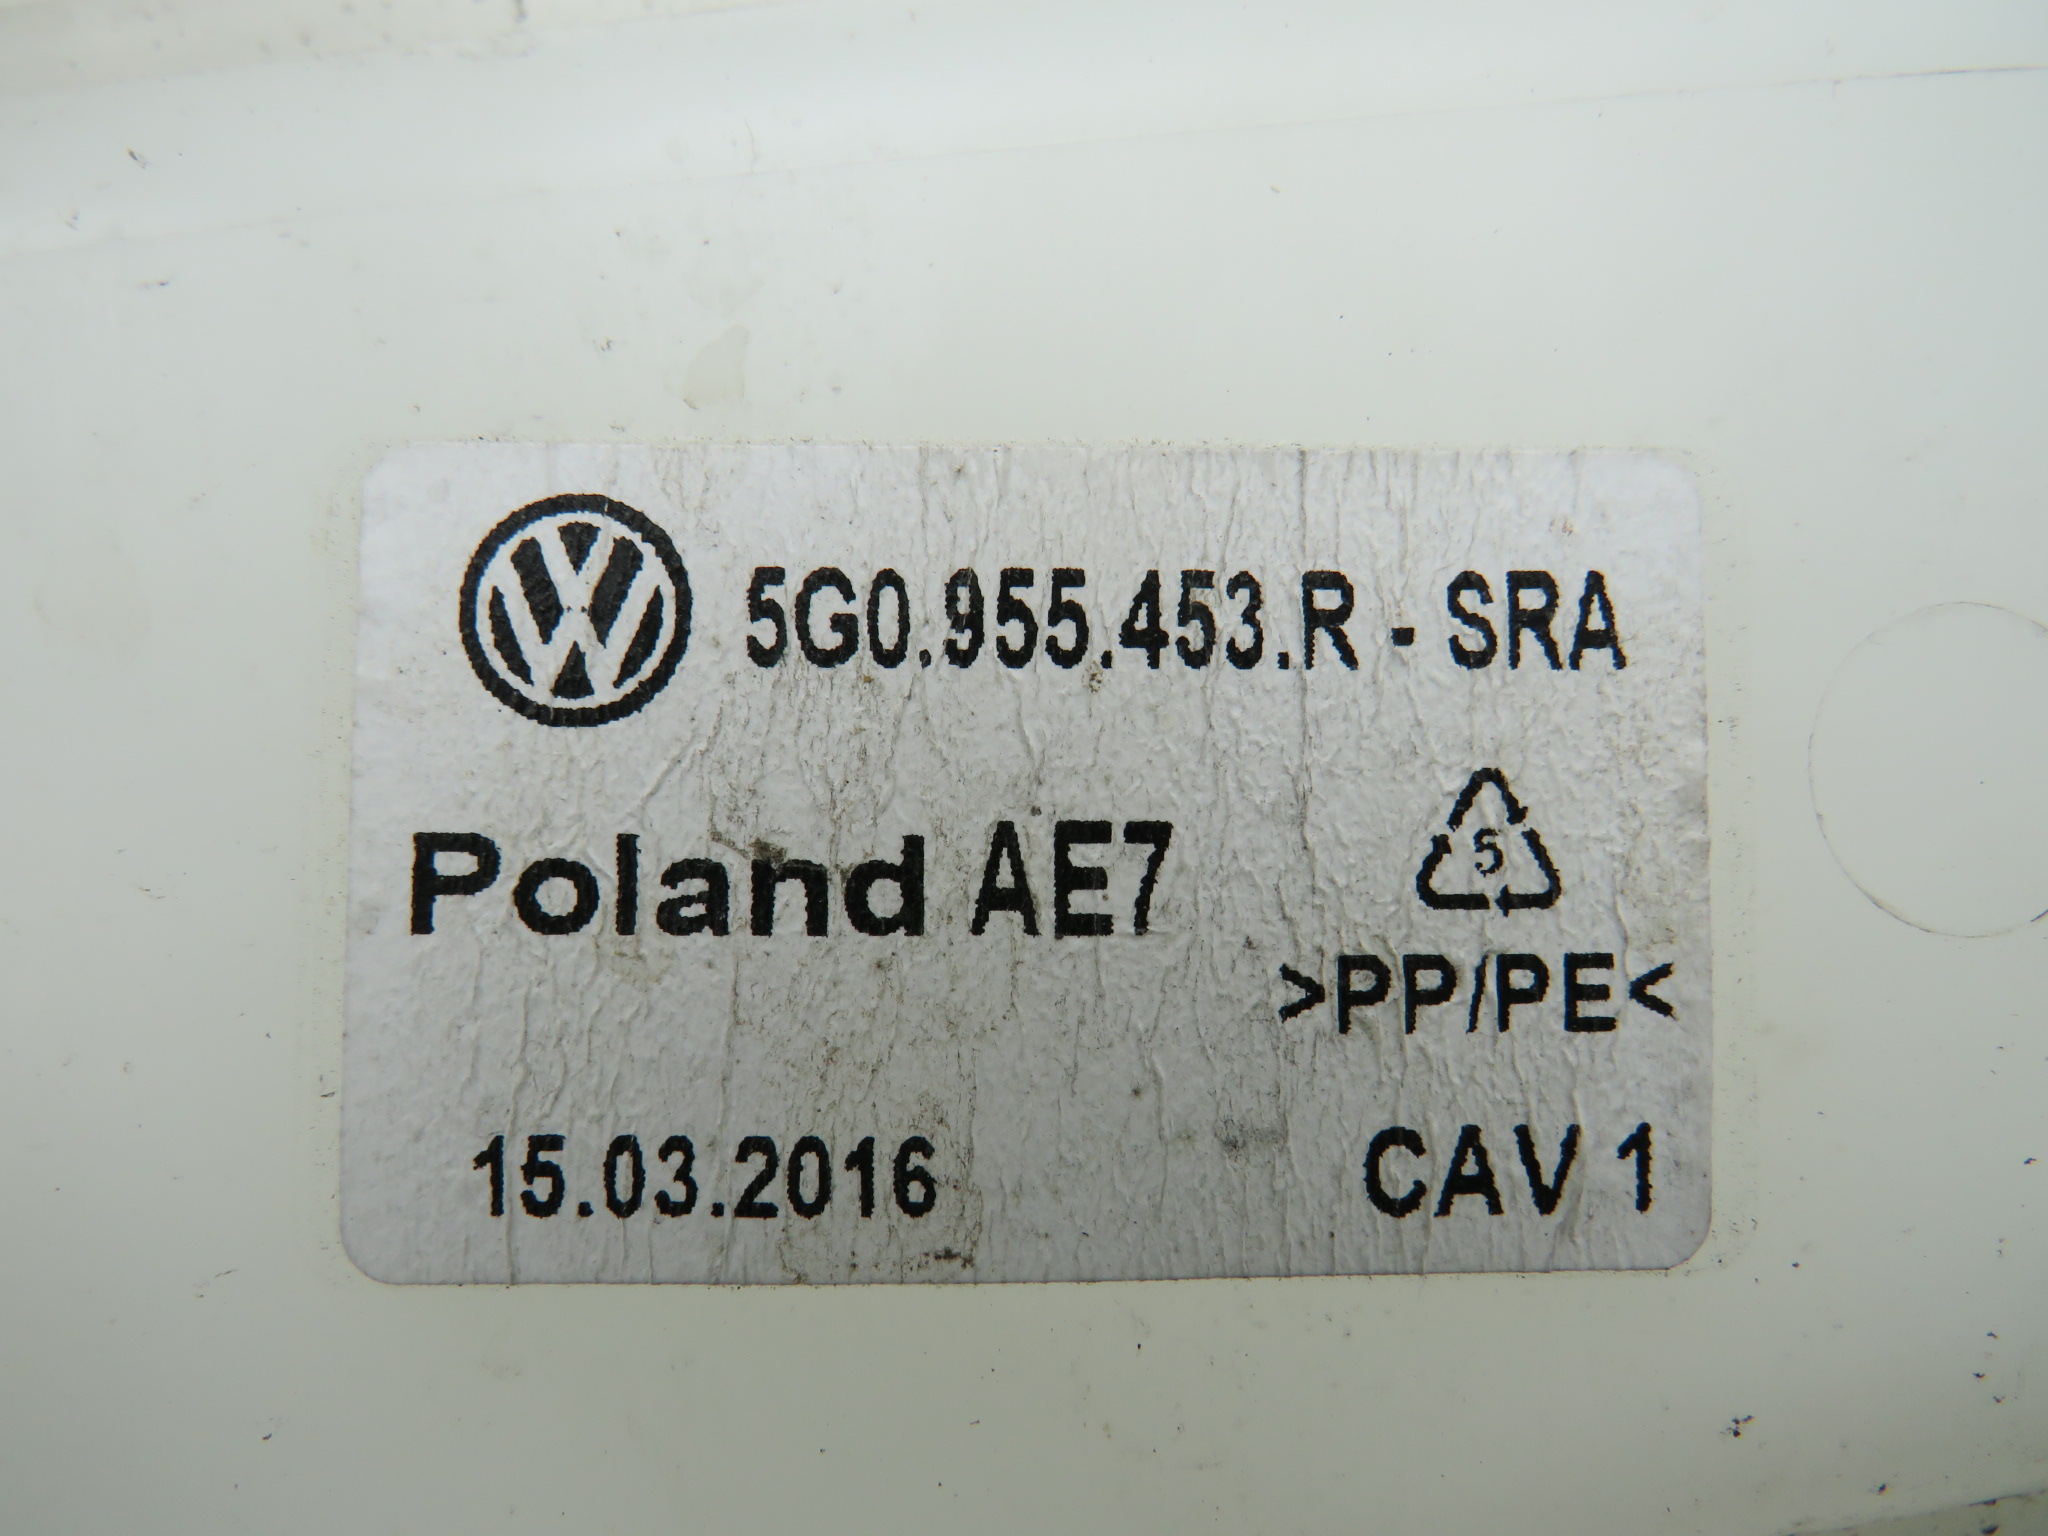 5G0.955.453.R - SRA
Poland AE7
5
>PP/PE<
15.03.2016
CAV 1